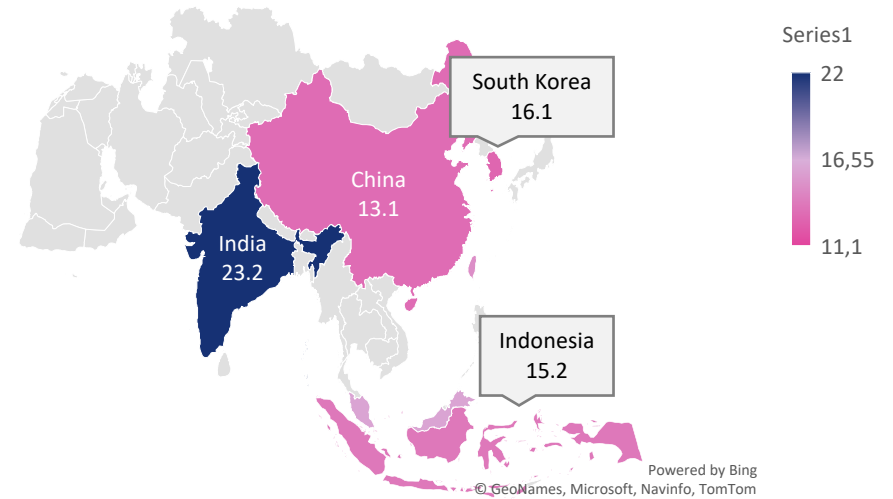 Series1
22
16,55
11,1
South Korea
16.1
China
13.1
India
23.2
Indonesia
15.2
Powered by Bing
© GeoNames, Microsoft, Navinfo, TomTom